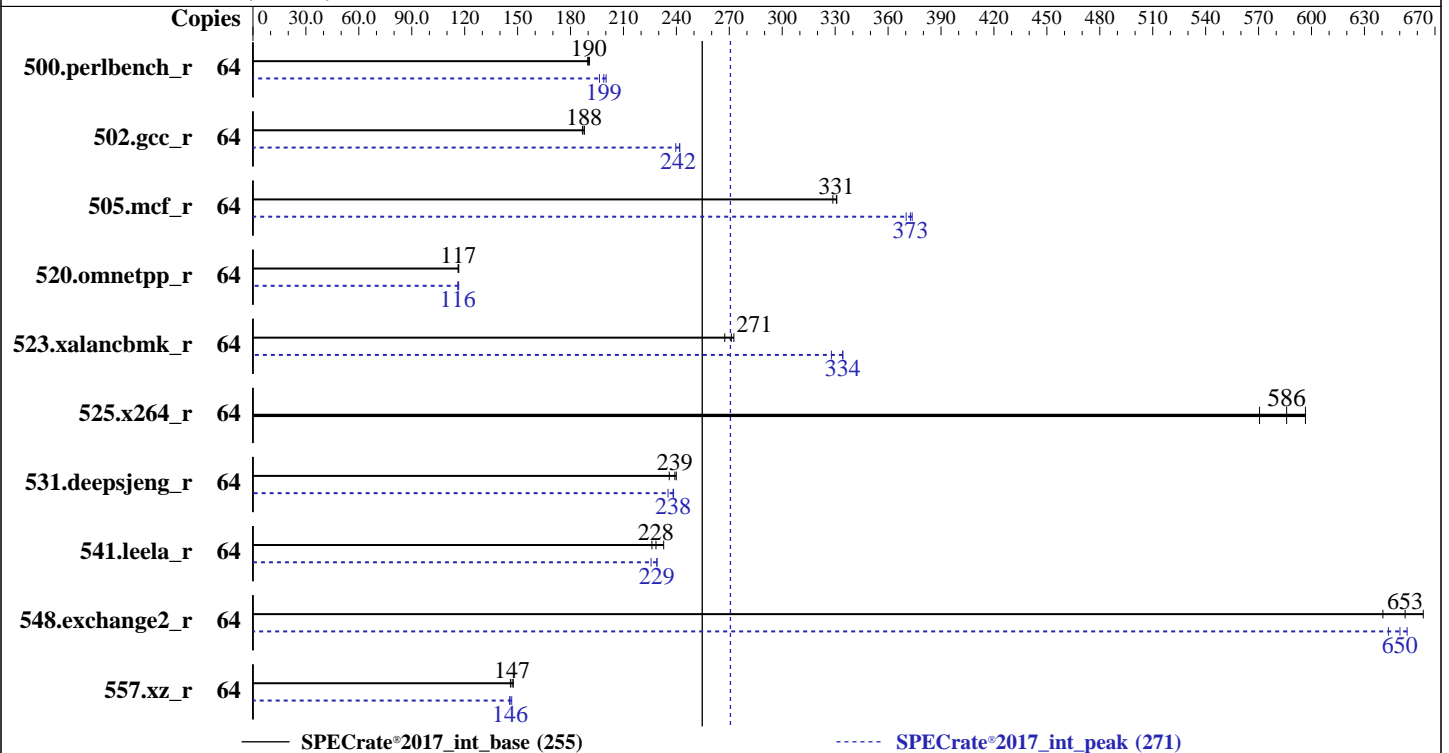 Copies 0 30.0 60.0 90.0 120 150 180 210 240 270 300 330 360 390 420 450 480 510 540 570 600 630 670
190
500.perlbench_r 64
199
188
502.gcc_r 64
242
331
505.mcf_r 64
373
117
520.omnetpp_r 64
116
271
523.xalancbmk_r 64
334
586
525.x264_r 64
239
531.deepsjeng_r 64
238
228
541.leela_r 64
229
653
548.exchange2_r 64
650
147
557.xz_r 64
146
SPECrate®2017_int_base (255) SPECrate®2017_int_peak (271)